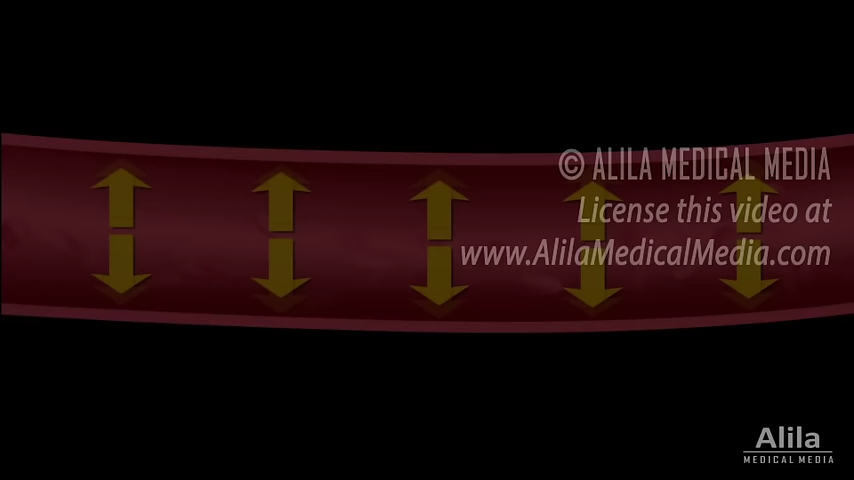 © ALILA MEDICAL MEDIA
License this video at
www.AlilaMedicalMedia.com
Alila
MEDICAL MEDIA